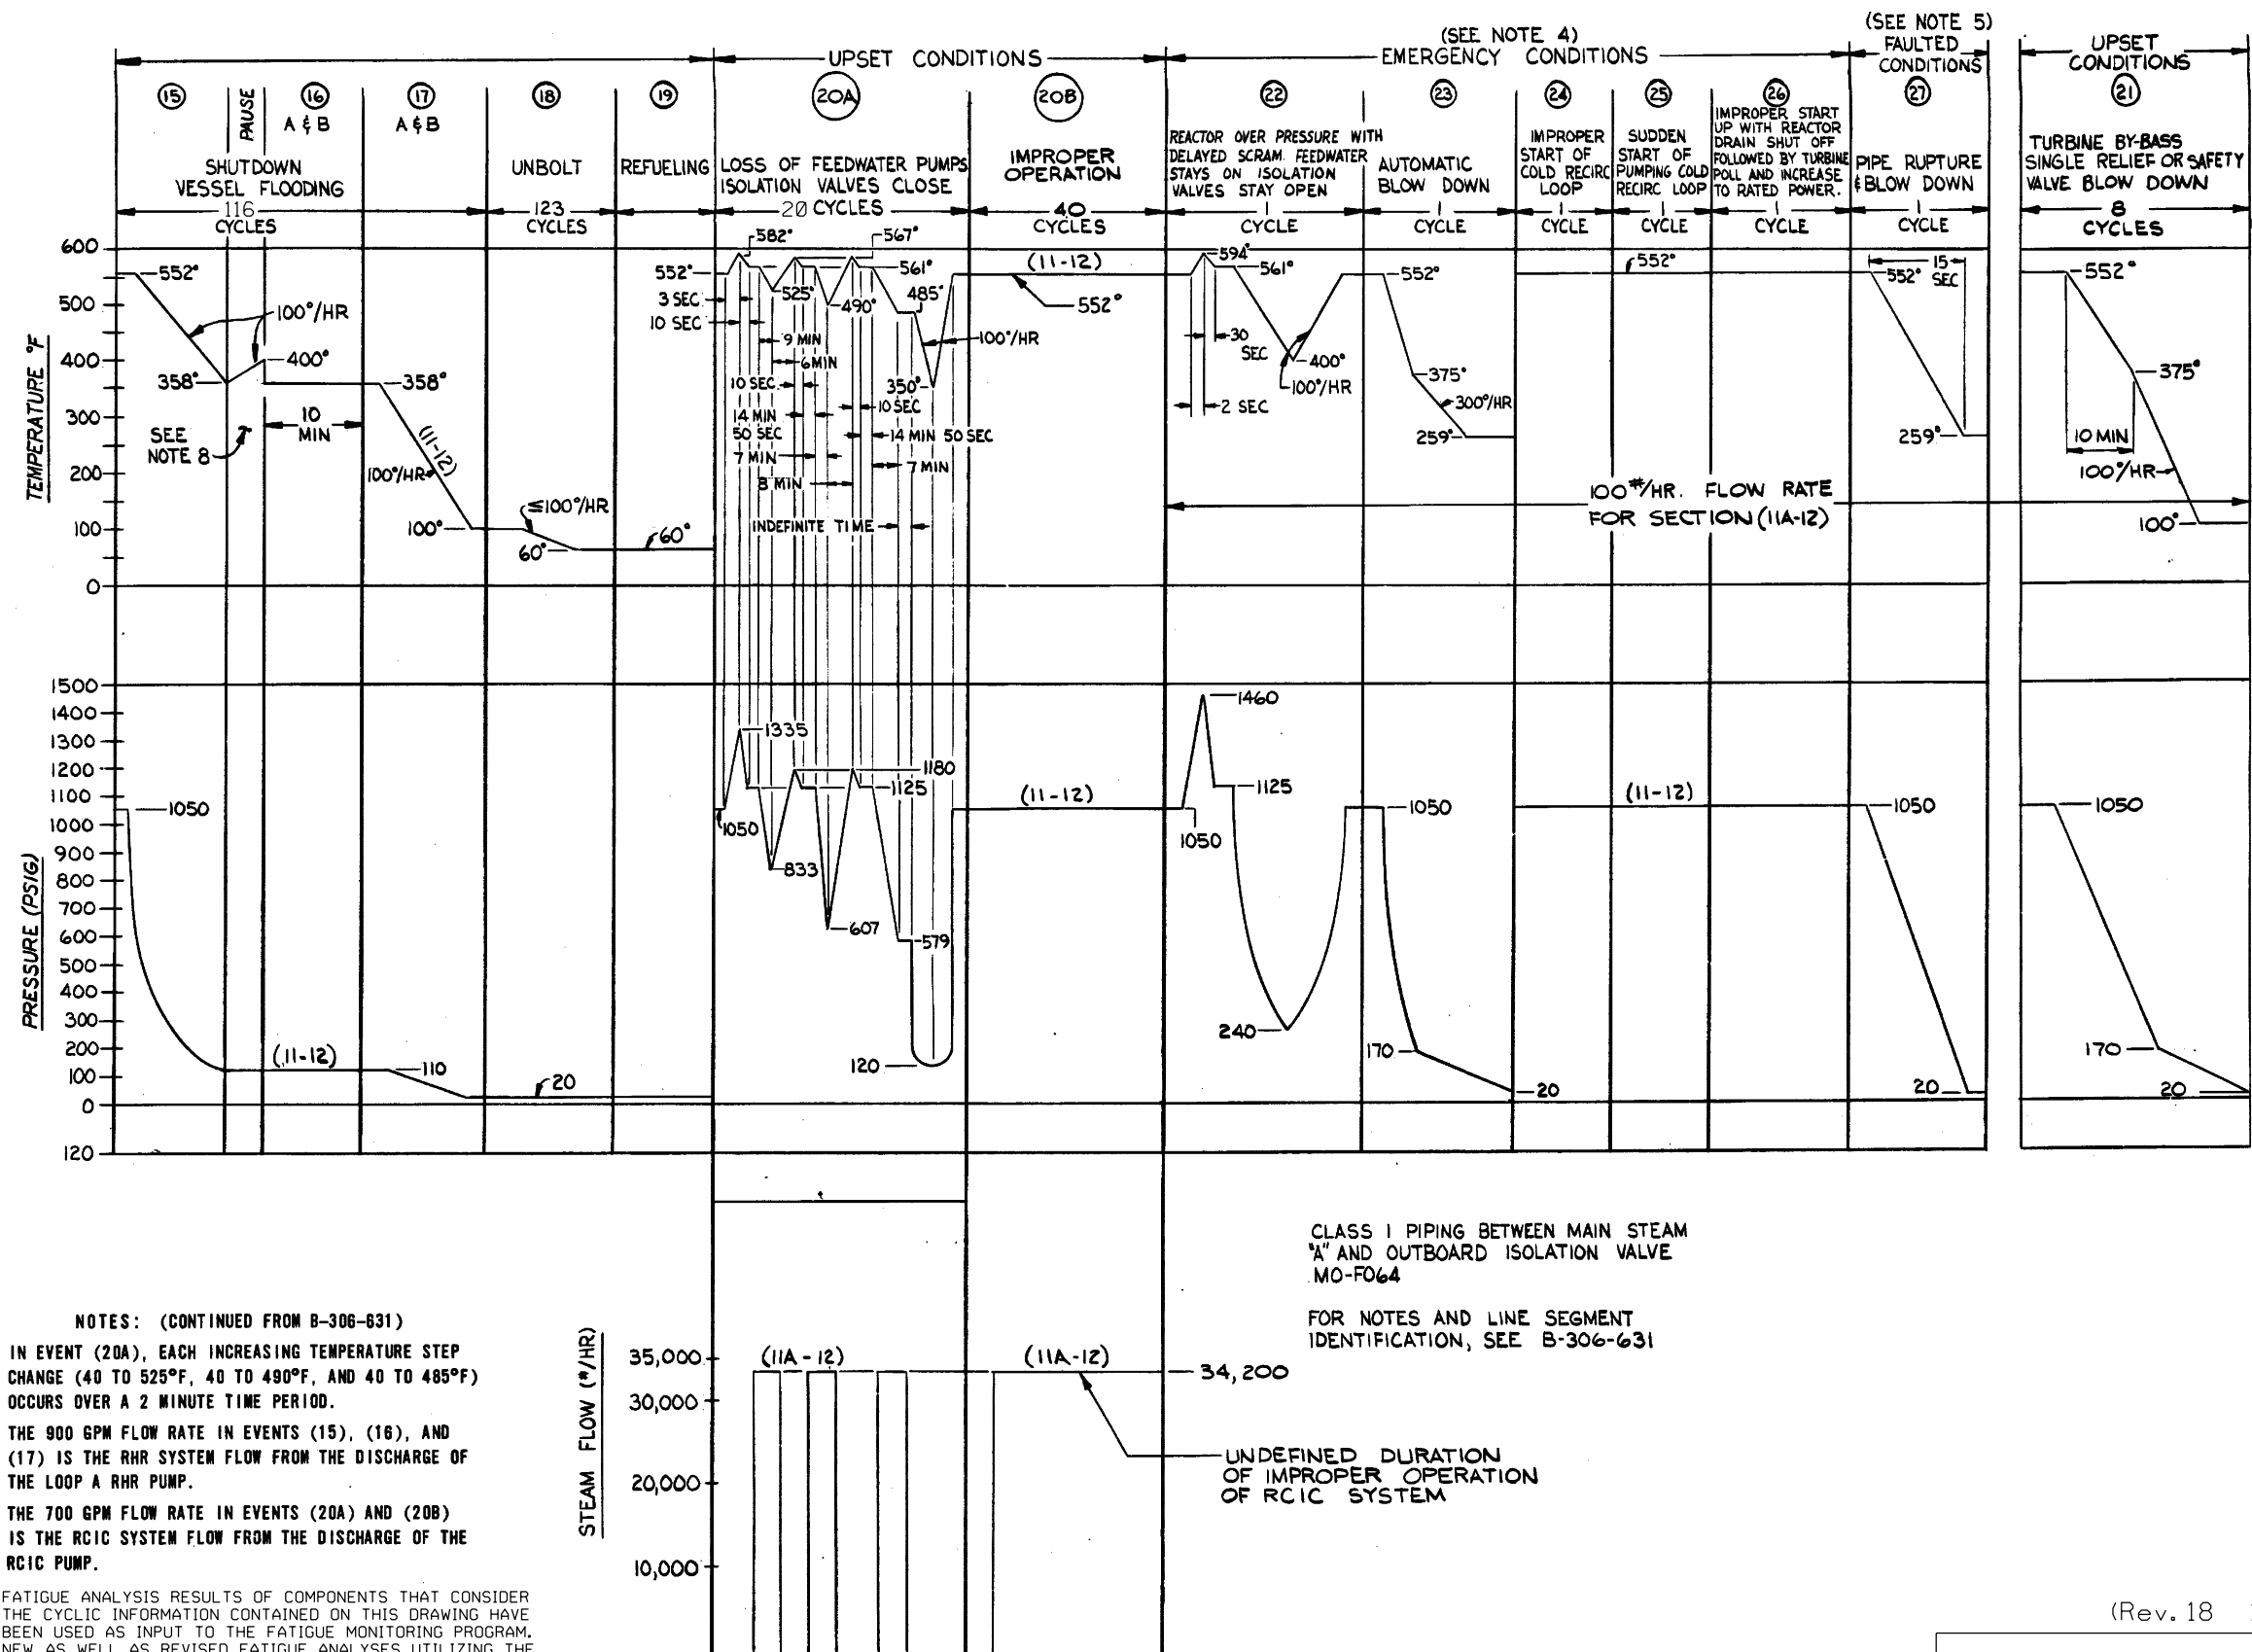 (SEE NOTE 4)
(SEE NOTE 5)
UPSET CONDITIONS
EMERGENCY CONDITIONS
FAULTED
CONDITIONS
UPSET
CONDITIONS
15
PAUSE
16
A & B
17
A & B
18
19
20A
20B
22
23
24
25
26
27
21
SHUTDOWN
VESSEL FLOODING
116
CYCLES
UNBOLT
123
CYCLES
REFUELING
LOSS OF FEEDWATER PUMPS
ISOLATION VALVES CLOSE
20 CYCLES
IMPROPER
OPERATION
40
CYCLES
REACTOR OVER PRESSURE WITH
DELAYED SCRAM. FEEDWATER
STAYS ON ISOLATION
VALVES STAY OPEN
1
CYCLE
AUTOMATIC
BLOW DOWN
1
CYCLE
IMPROPER
START OF
COLD RECIRC
LOOP
1
CYCLE
SUDDEN
START OF
PUMPING COLD
RECIRC LOOP
1
CYCLE
IMPROPER START
UP WITH REACTOR
DRAIN SHUT OFF
FOLLOWED BY TURBINE
POLL AND INCREASE
TO RATED POWER.
1
CYCLE
PIPE RUPTURE
& BLOW DOWN
1
CYCLE
TURBINE BY-BASS
SINGLE RELIEF OR SAFETY
VALVE BLOW DOWN
8
CYCLES
TEMPERATURE °F
600
500
400
300
200
100
0
552°
100°/HR
400°
358°
SEE
NOTE 8
10
MIN
358°
(11-12)
100°/HR
100°
≤100°/HR
60°
60°
552°
582°
567°
561°
3 SEC
10 SEC
525°
490°
485°
9 MIN
6 MIN
100°/HR
10 SEC
350°
14 MIN
50 SEC
10 SEC
14 MIN 50 SEC
7 MIN
7 MIN
8 MIN
INDEFINITE TIME
(11-12)
552°
594°
561°
30
SEC
400°
100°/HR
2 SEC
552°
375°
300°/HR
259°
552°
15
SEC
552°
259°
552°
375°
10 MIN
100°/HR
100°
100#/HR. FLOW RATE
FOR SECTION (11A-12)
PRESSURE (PSIG)
1500
1400
1300
1200
1100
1000
900
800
700
600
500
400
300
200
100
0
120
1050
(11-12)
110
20
1335
1180
1125
1050
833
607
579
120
(11-12)
1460
1125
1050
240
1050
170
20
(11-12)
1050
20
1050
170
20
CLASS 1 PIPING BETWEEN MAIN STEAM
"A" AND OUTBOARD ISOLATION VALVE
MO-F064
FOR NOTES AND LINE SEGMENT
IDENTIFICATION, SEE B-306-631
NOTES: (CONTINUED FROM B-306-631)
IN EVENT (20A), EACH INCREASING TEMPERATURE STEP
CHANGE (40 TO 525°F, 40 TO 490°F, AND 40 TO 485°F)
OCCURS OVER A 2 MINUTE TIME PERIOD.
THE 900 GPM FLOW RATE IN EVENTS (15), (16), AND
(17) IS THE RHR SYSTEM FLOW FROM THE DISCHARGE OF
THE LOOP A RHR PUMP.
THE 700 GPM FLOW RATE IN EVENTS (20A) AND (20B)
IS THE RCIC SYSTEM FLOW FROM THE DISCHARGE OF THE
RCIC PUMP.
FATIGUE ANALYSIS RESULTS OF COMPONENTS THAT CONSIDER
THE CYCLIC INFORMATION CONTAINED ON THIS DRAWING HAVE
BEEN USED AS INPUT TO THE FATIGUE MONITORING PROGRAM.
NEW AS WELL AS REVISED FATIGUE ANALYSES UTILIZING THE
STEAM FLOW (#/HR)
35,000
30,000
20,000
10,000
(11A-12)
(11A-12)
34,200
UNDEFINED DURATION
OF IMPROPER OPERATION
OF RCIC SYSTEM
(Rev. 18